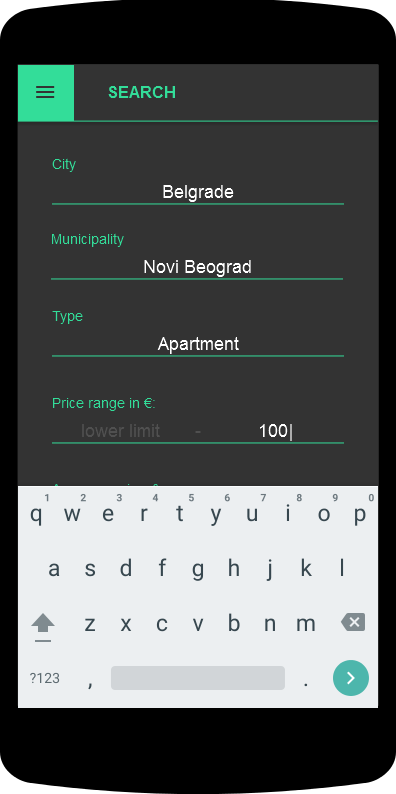 SEARCH
City
Belgrade
Municipality
Novi Beograd
Type
Apartment
Price range in €:
lower limit - 100
1 2 3 4 5 6 7 8 9 0
q w e r t y u i o p
a s d f g h j k l
z x c v b n m
?123 , .